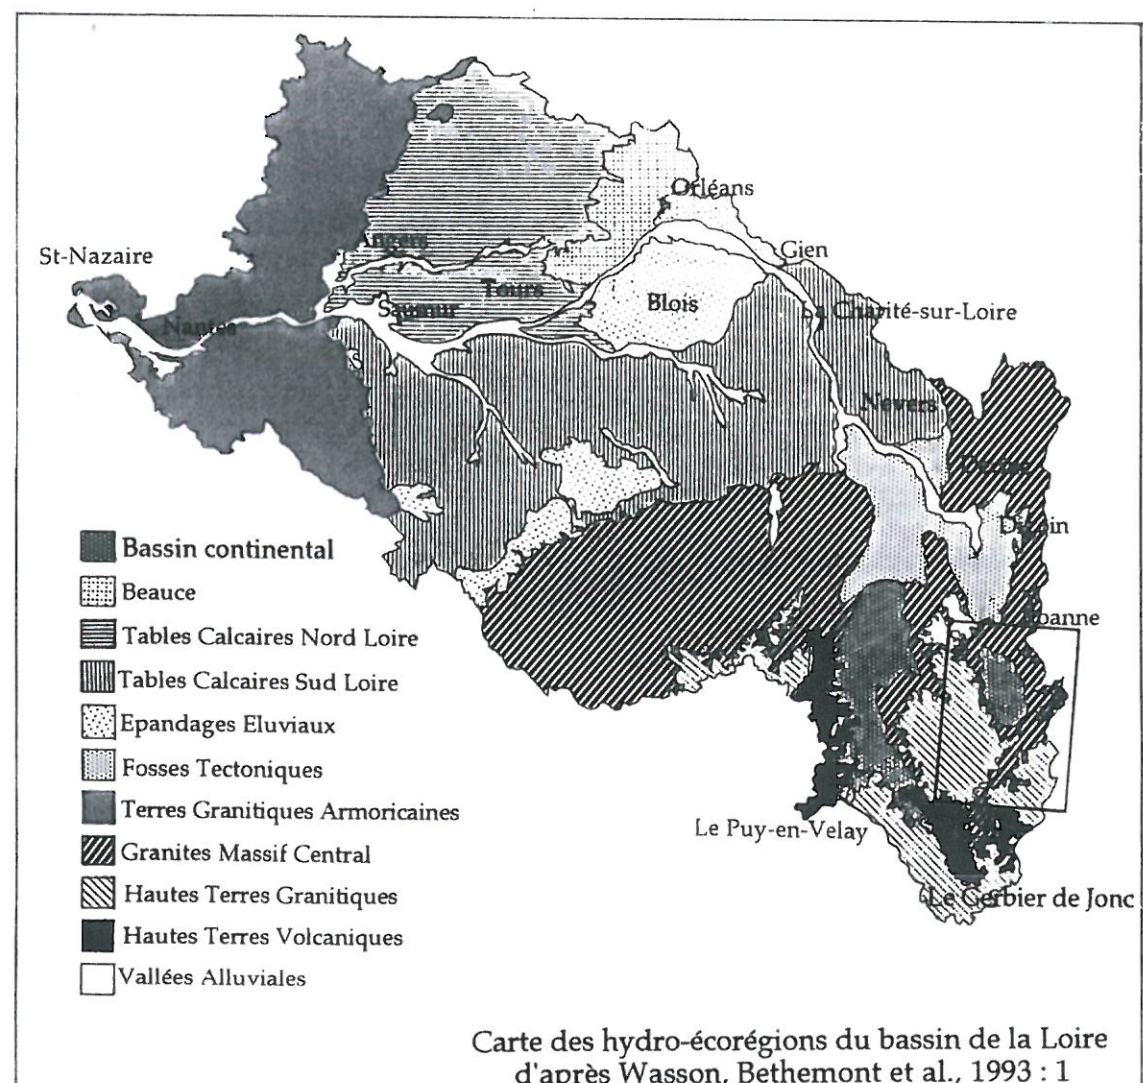 Orléans
St-Nazaire
Angers
Gien
Tours
Blois
Saumur
La Charité-sur-Loire
Nantes
Nevers
Bassin continental
Beauce
Tables Calcaires Nord Loire
Tables Calcaires Sud Loire
Epandages Eluviaux
Fosses Tectoniques
Terres Granitiques Armoricaines
Granites Massif Central
Hautes Terres Granitiques
Hautes Terres Volcaniques
Vallées Alluviales
Le Puy-en-Velay
Le Gerbier de Jonc
Carte des hydro-écorégions du bassin de la Loire
d'après Wasson, Bethemont et al., 1993 : 1